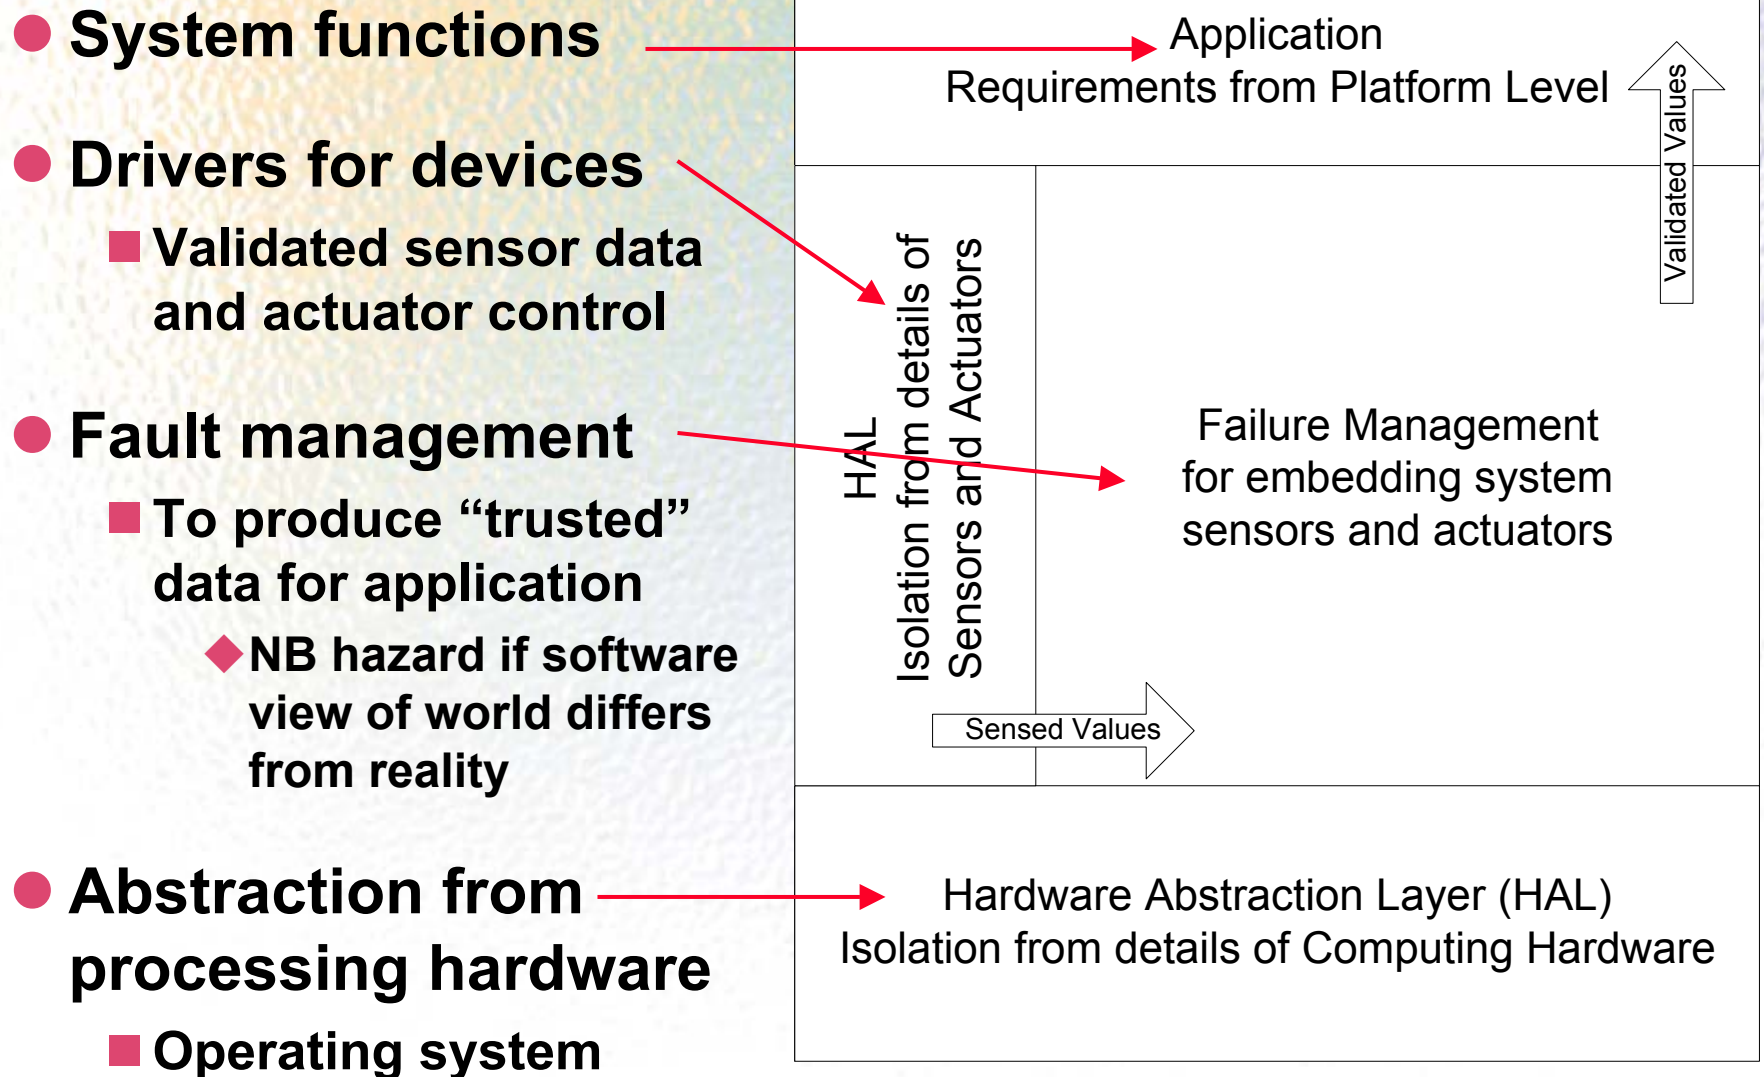 System functions
Drivers for devices
Validated sensor data
and actuator control
Fault management
To produce “trusted”
data for application
NB hazard if software
view of world differs
from reality
Abstraction from
processing hardware
Operating system
Application
Requirements from Platform Level
Validated Values
HAL
Isolation from details of
Sensors and Actuators
Failure Management
for embedding system
sensors and actuators
Sensed Values
Hardware Abstraction Layer (HAL)
Isolation from details of Computing Hardware